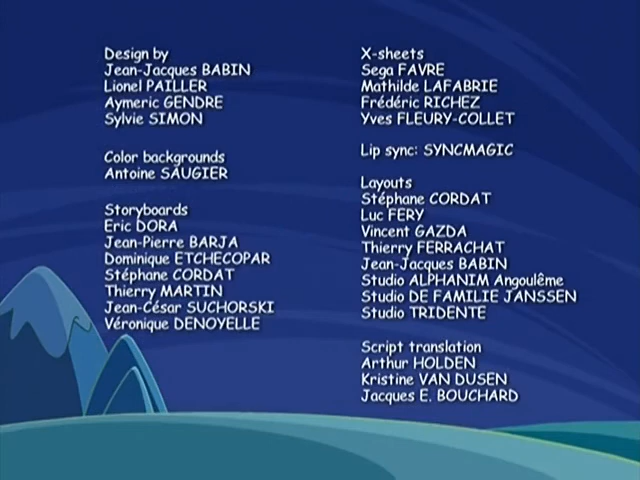 Design by
Jean-Jacques BABIN
Lionel PAILLER
Aymeric GENDRE
Sylvie SIMON
Color backgrounds
Antoine SAUGIER
Storyboards
Eric DORA
Jean-Pierre BARJA
Dominique ETCHECOPAR
Stéphane CORDAT
Thierry MARTIN
Jean-César SUCHORSKI
Véronique DENOYELLE
X-sheets
Sega FAVRE
Mathilde LAFABRIE
Frédéric RICHEZ
Yves FLEURY-COLLET
Lip sync: SYNCMAGIC
Layouts
Stéphane CORDAT
Luc FERY
Vincent GAZDA
Thierry FERRACHAT
Jean-Jacques BABIN
Studio ALPHANIM Angoulême
Studio DE FAMILIE JANSSEN
Studio TRIDENTE
Script translation
Arthur HOLDEN
Kristine VAN DUSEN
Jacques E. BOUCHARD